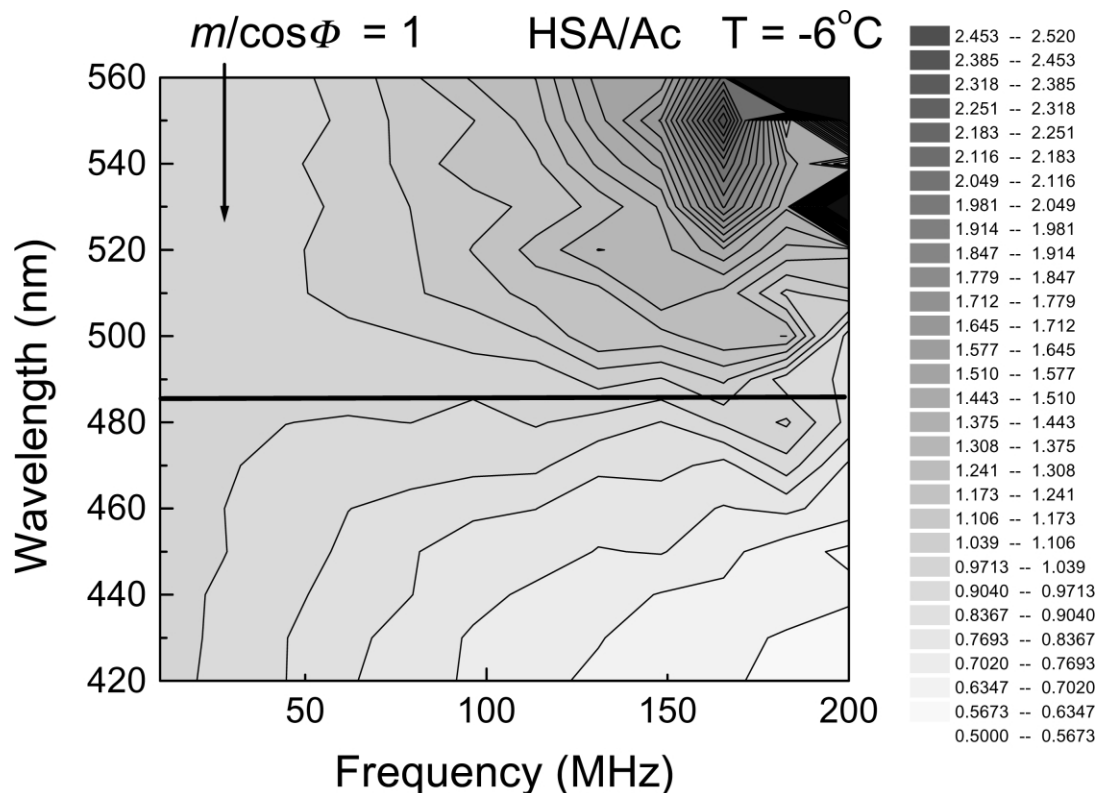 m/cosΦ = 1 HSA/Ac T = -6°C
560
540
520
500
480
460
440
420
Wavelength (nm)
50 100 150 200
Frequency (MHz)
2.453 -- 2.520
2.385 -- 2.453
2.318 -- 2.385
2.251 -- 2.318
2.183 -- 2.251
2.116 -- 2.183
2.049 -- 2.116
1.981 -- 2.049
1.914 -- 1.981
1.847 -- 1.914
1.779 -- 1.847
1.712 -- 1.779
1.645 -- 1.712
1.577 -- 1.645
1.510 -- 1.577
1.443 -- 1.510
1.375 -- 1.443
1.308 -- 1.375
1.241 -- 1.308
1.173 -- 1.241
1.106 -- 1.173
1.039 -- 1.106
0.9713 -- 1.039
0.9040 -- 0.9713
0.8367 -- 0.9040
0.7693 -- 0.8367
0.7020 -- 0.7693
0.6347 -- 0.7020
0.5673 -- 0.6347
0.5000 -- 0.5673